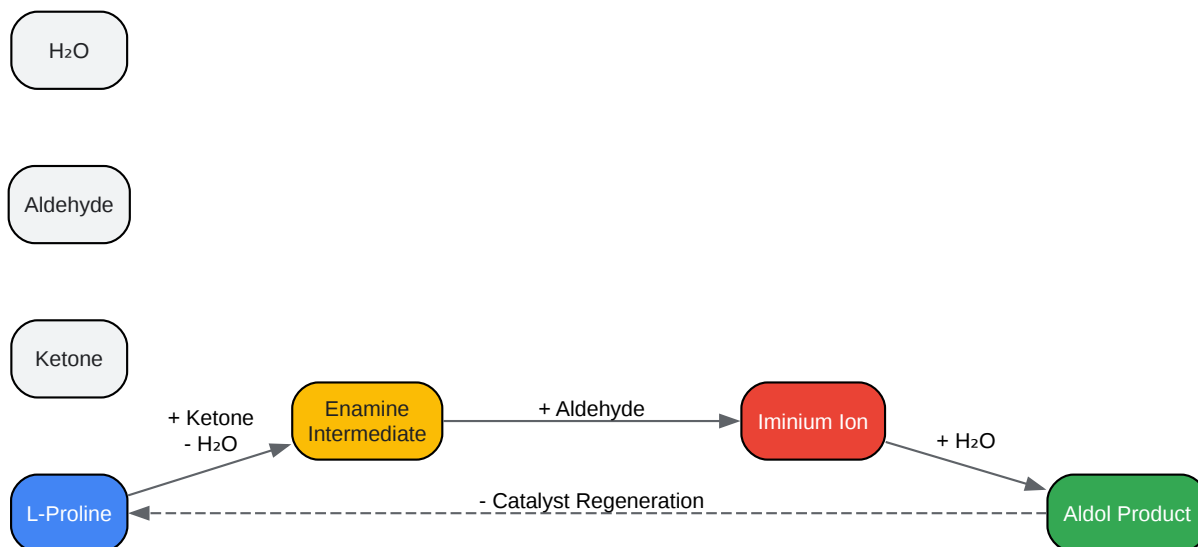 H₂O
Aldehyde
Ketone
+ Ketone
- H₂O
Enamine
Intermediate
+ Aldehyde
Iminium Ion
+ H₂O
L-Proline
- Catalyst Regeneration
Aldol Product